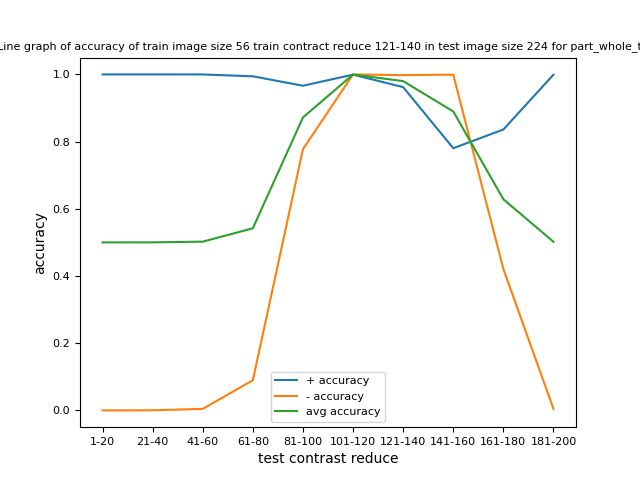 Line graph of accuracy of train image size 56 train contract reduce 121-140 in test image size 224 for part_whole_t
1.0
0.8
0.6
0.4
0.2
0.0
accuracy
+ accuracy
- accuracy
avg accuracy
1-20 21-40 41-60 61-80 81-100 101-120 121-140 141-160 161-180 181-200
test contrast reduce